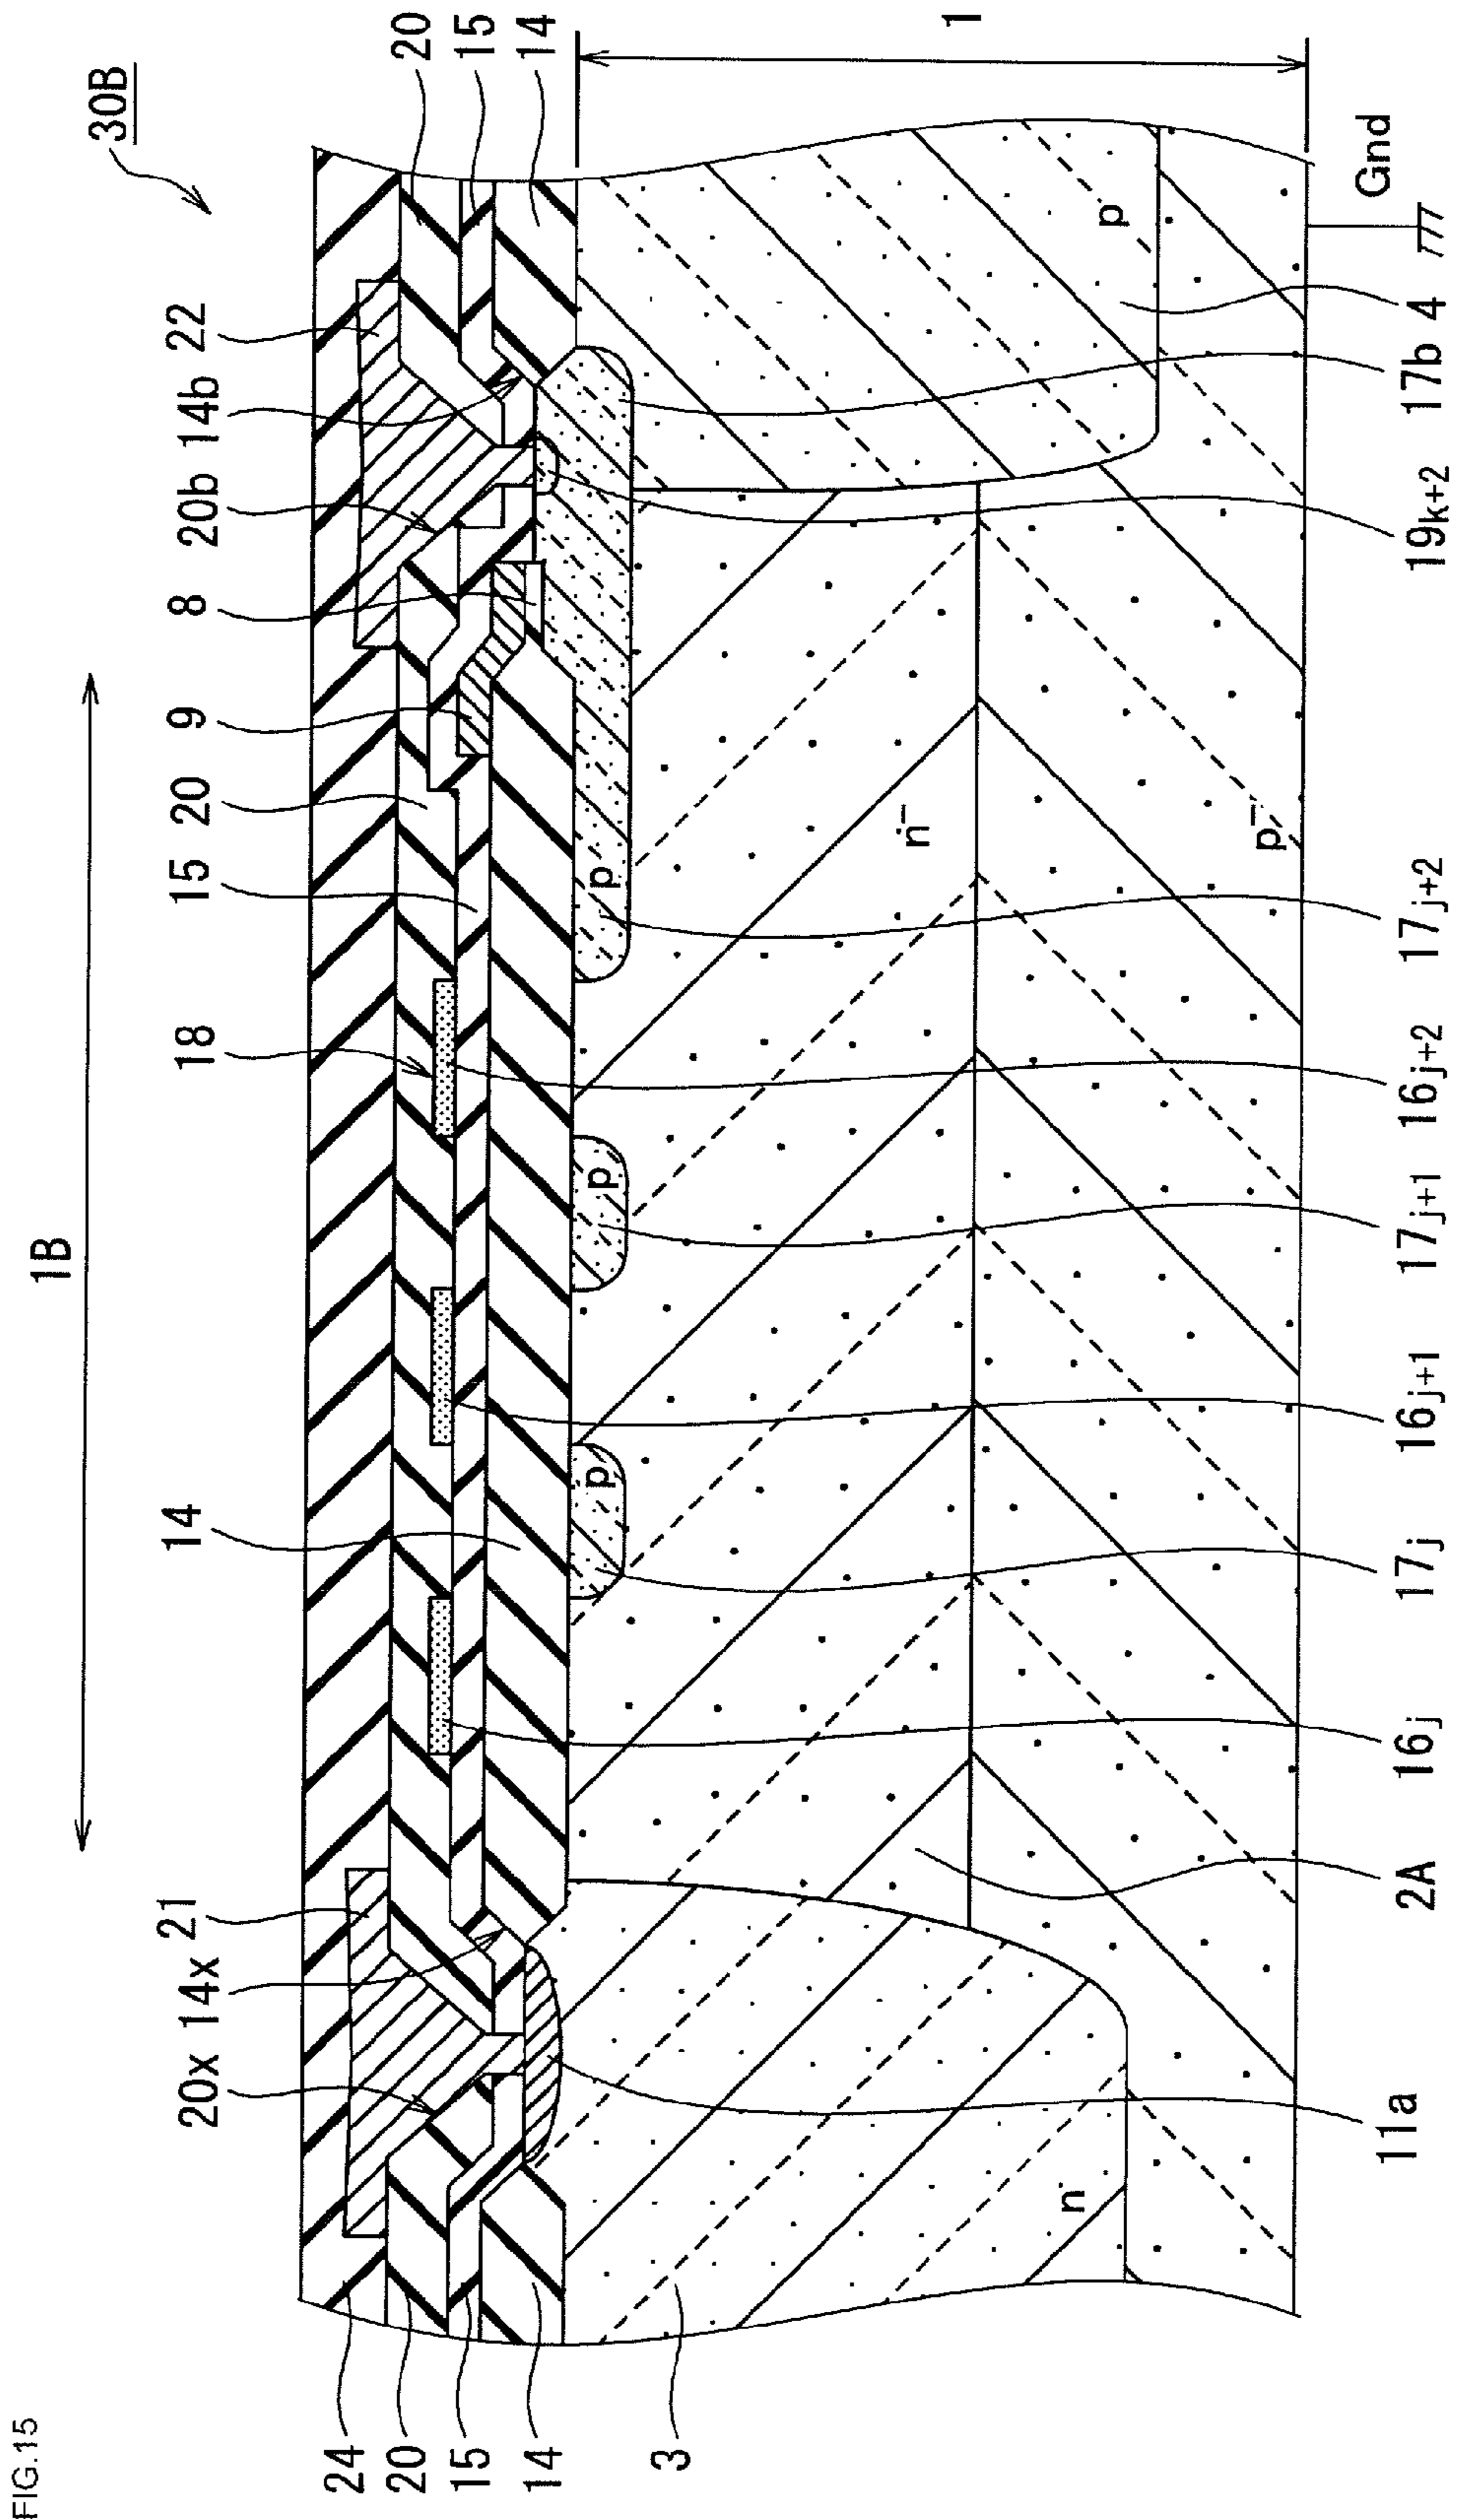 FIG.15
30B
1B
20x 14x 21 14 18 15 20 9 8 20b 14b 22
20
15
14
1
24
20
15
14
3
p p p
n⁻
p
n
p⁻
Gnd
11a 2A 16j 17j 16j+1 17j+1 16j+2 17j+2 19k+2 17b 4